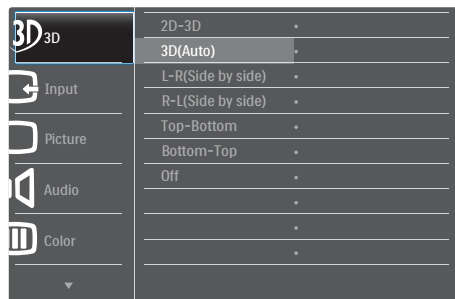 3D 3D
Input
Picture
Audio
Color
2D-3D
3D(Auto)
L-R(Side by side)
R-L(Side by side)
Top-Bottom
Bottom-Top
Off